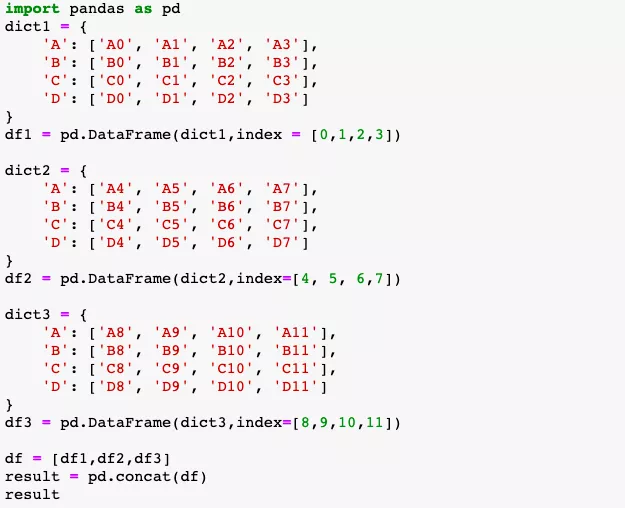 import pandas as pd
dict1 = {
    'A': ['A0', 'A1', 'A2', 'A3'],
    'B': ['B0', 'B1', 'B2', 'B3'],
    'C': ['C0', 'C1', 'C2', 'C3'],
    'D': ['D0', 'D1', 'D2', 'D3']
}
df1 = pd.DataFrame(dict1,index = [0,1,2,3])

dict2 = {
    'A': ['A4', 'A5', 'A6', 'A7'],
    'B': ['B4', 'B5', 'B6', 'B7'],
    'C': ['C4', 'C5', 'C6', 'C7'],
    'D': ['D4', 'D5', 'D6', 'D7']
}
df2 = pd.DataFrame(dict2,index=[4, 5, 6,7])

dict3 = {
    'A': ['A8', 'A9', 'A10', 'A11'],
    'B': ['B8', 'B9', 'B10', 'B11'],
    'C': ['C8', 'C9', 'C10', 'C11'],
    'D': ['D8', 'D9', 'D10', 'D11']
}
df3 = pd.DataFrame(dict3,index=[8,9,10,11])

df = [df1,df2,df3]
result = pd.concat(df)
result